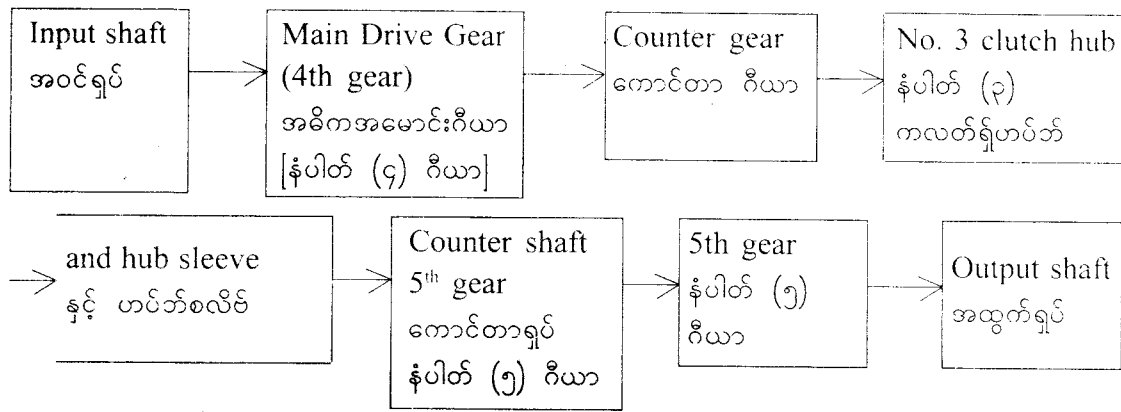 Input shaft
အဝင်ရှပ်
Main Drive Gear
(4th gear)
အဓိကအမောင်းဂီယာ
[နံပါတ် (၄) ဂီယာ]
Counter gear
ကောင်တာ ဂီယာ
No. 3 clutch hub
နံပါတ် (၃)
ကလတ်ရှ်ဟပ်ဘ်
and hub sleeve
နှင့် ဟပ်ဘ်စလိဗ်
Counter shaft
5th gear
ကောင်တာရှပ်
နံပါတ် (၅) ဂီယာ
5th gear
နံပါတ် (၅)
ဂီယာ
Output shaft
အထွက်ရှပ်